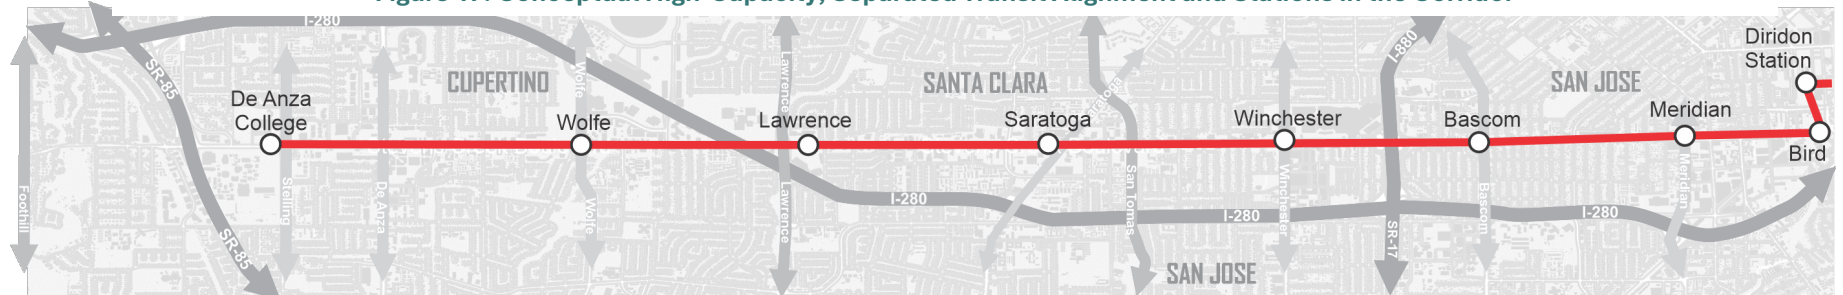 Figure 17: Conceptual High-Capacity, Separated Transit Alignment and Stations in the Corridor
I-280
I-880
Diridon
Station
SR-85
Wolfe
Lawrence
CUPERTINO
SANTA CLARA
Saratoga
SAN JOSE
De Anza
College
Wolfe
Lawrence
Saratoga
Winchester
Bascom
Meridian
Bird
Foothill
Stelling
De Anza
Wolfe
Lawrence
I-280
San Tomas
I-280
Winchester
SR-17
Bascom
I-280
Meridian
SR-85
SAN JOSE